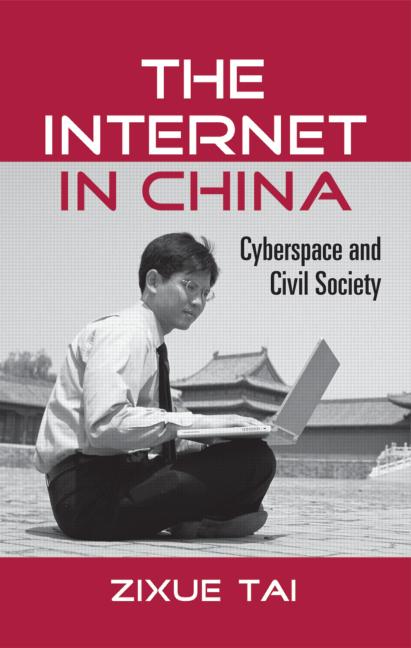 THE
INTERNET
IN CHINA
Cyberspace and
Civil Society
ZIXUE TAI